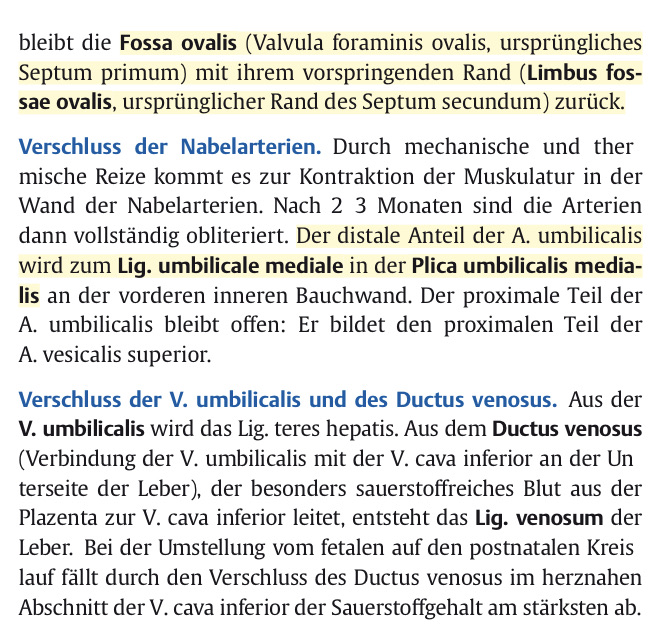 bleibt die Fossa ovalis (Valvula foraminis ovalis, ursprüngliches
Septum primum) mit ihrem vorspringenden Rand (Limbus fos-
sae ovalis, ursprünglicher Rand des Septum secundum) zurück.
Verschluss der Nabelarterien. Durch mechanische und ther
mische Reize kommt es zur Kontraktion der Muskulatur in der
Wand der Nabelarterien. Nach 2 3 Monaten sind die Arterien
dann vollständig obliteriert. Der distale Anteil der A. umbilicalis
wird zum Lig. umbilicale mediale in der Plica umbilicalis media-
lis an der vorderen inneren Bauchwand. Der proximale Teil der
A. umbilicalis bleibt offen: Er bildet den proximalen Teil der
A. vesicalis superior.
Verschluss der V. umbilicalis und des Ductus venosus. Aus der
V. umbilicalis wird das Lig. teres hepatis. Aus dem Ductus venosus
(Verbindung der V. umbilicalis mit der V. cava inferior an der Un
terseite der Leber), der besonders sauerstoffreiches Blut aus der
Plazenta zur V. cava inferior leitet, entsteht das Lig. venosum der
Leber. Bei der Umstellung vom fetalen auf den postnatalen Kreis
lauf fällt durch den Verschluss des Ductus venosus im herznahen
Abschnitt der V. cava inferior der Sauerstoffgehalt am stärksten ab.